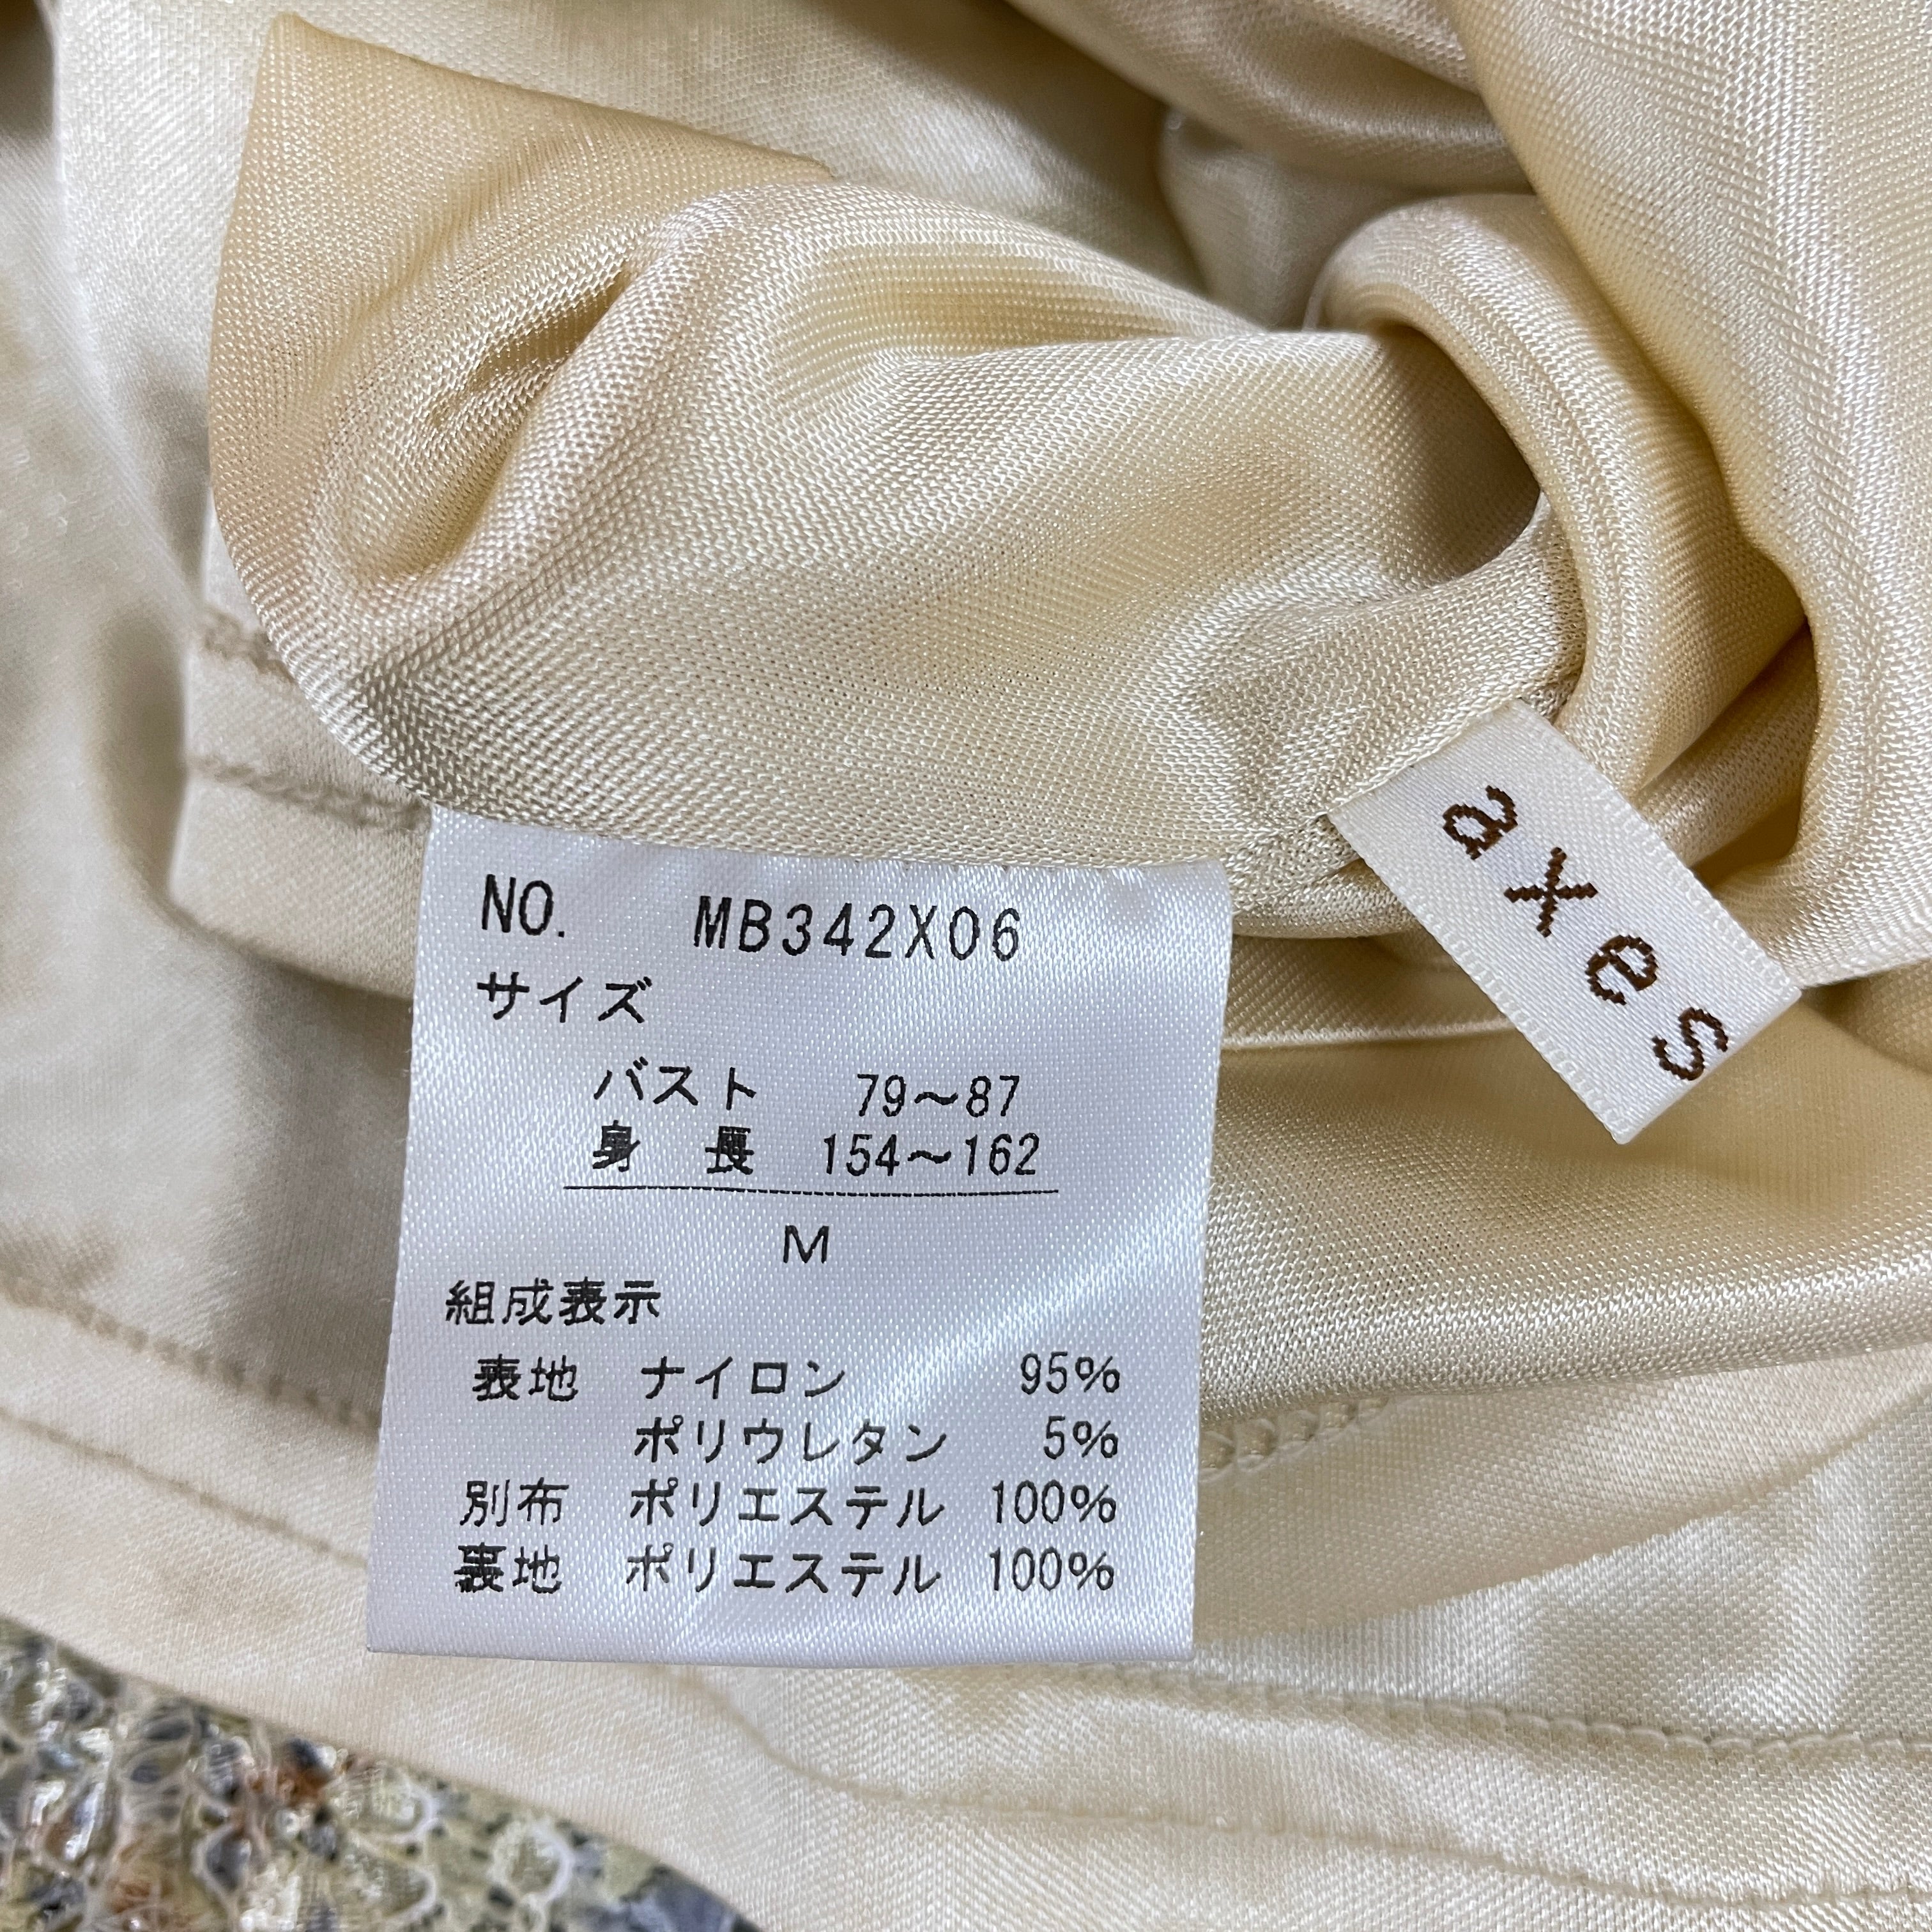 NO. MB342X06
サイズ
バスト 79～87
身 長 154～162
M
組成表示
表地 ナイロン 95%
ポリウレタン 5%
別布 ポリエステル 100%
裏地 ポリエステル 100%
axes